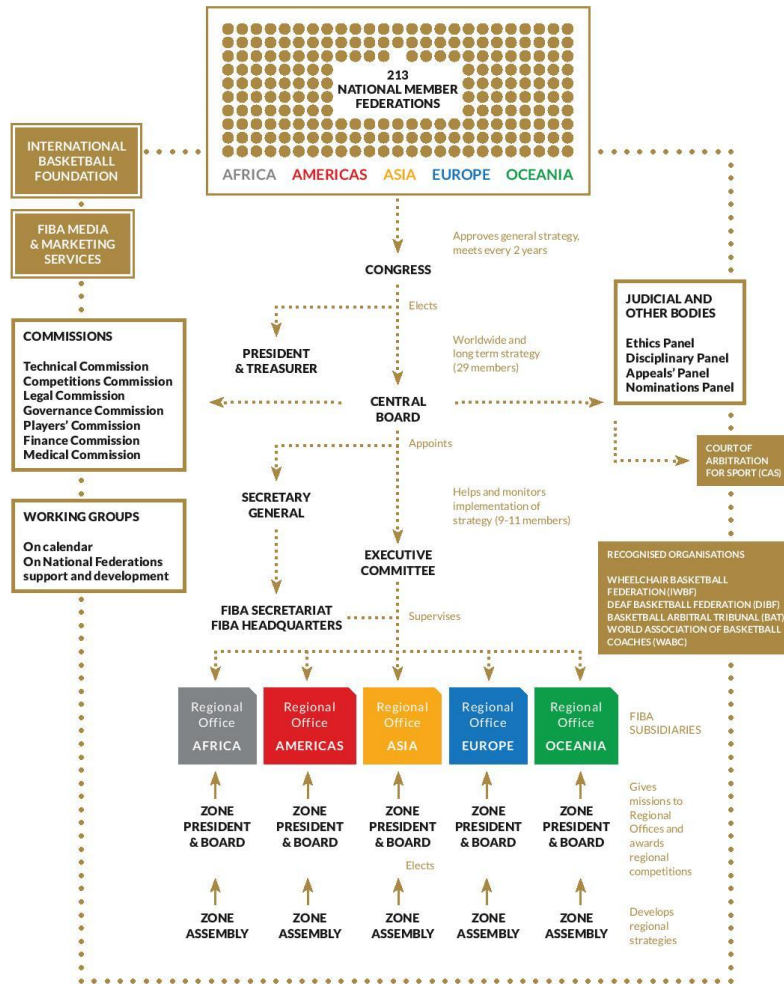 213
NATIONAL MEMBER
FEDERATIONS
AFRICA AMERICAS ASIA EUROPE OCEANIA
INTERNATIONAL
BASKETBALL
FOUNDATION
FIBA MEDIA
& MARKETING
SERVICES
Approves general strategy,
meets every 2 years
CONGRESS
Elects
PRESIDENT
& TREASURER
Worldwide and
long term strategy
(29 members)
CENTRAL
BOARD
COMMISSIONS
Technical Commission
Competitions Commission
Legal Commission
Governance Commission
Players' Commission
Finance Commission
Medical Commission
JUDICIAL AND
OTHER BODIES
Ethics Panel
Disciplinary Panel
Appeals' Panel
Nominations Panel
COURT OF
ARBITRATION
FOR SPORT (CAS)
Appoints
SECRETARY
GENERAL
Helps and monitors
implementation of
strategy (9-11 members)
EXECUTIVE
COMMITTEE
WORKING GROUPS
On calendar
On National Federations
support and development
RECOGNISED ORGANISATIONS
WHEELCHAIR BASKETBALL
FEDERATION (IWBF)
DEAF BASKETBALL FEDERATION (DIBF)
BASKETBALL ARBITRAL TRIBUNAL (BAT)
WORLD ASSOCIATION OF BASKETBALL
COACHES (WABC)
FIBA SECRETARIAT
FIBA HEADQUARTERS
Supervises
Regional
Office
AFRICA
Regional
Office
AMERICAS
Regional
Office
ASIA
Regional
Office
EUROPE
Regional
Office
OCEANIA
FIBA
SUBSIDIARIES
ZONE
PRESIDENT
& BOARD
ZONE
PRESIDENT
& BOARD
ZONE
PRESIDENT
& BOARD
ZONE
PRESIDENT
& BOARD
ZONE
PRESIDENT
& BOARD
Gives
missions to
Regional
Offices and
awards
regional
competitions
Elects
ZONE
ASSEMBLY
ZONE
ASSEMBLY
ZONE
ASSEMBLY
ZONE
ASSEMBLY
ZONE
ASSEMBLY
Develops
regional
strategies